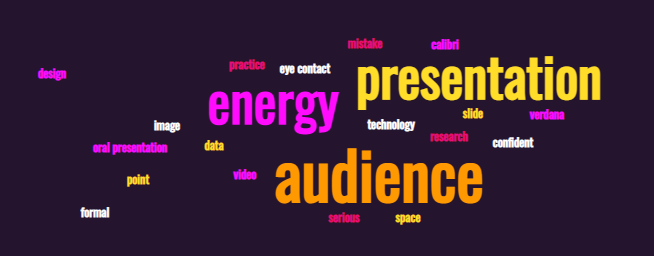 mistake
calibri
design
practice
eye contact
presentation
energy
slide
verdana
image
technology
research
confident
oral presentation
data
audience
point
video
formal
serious
space